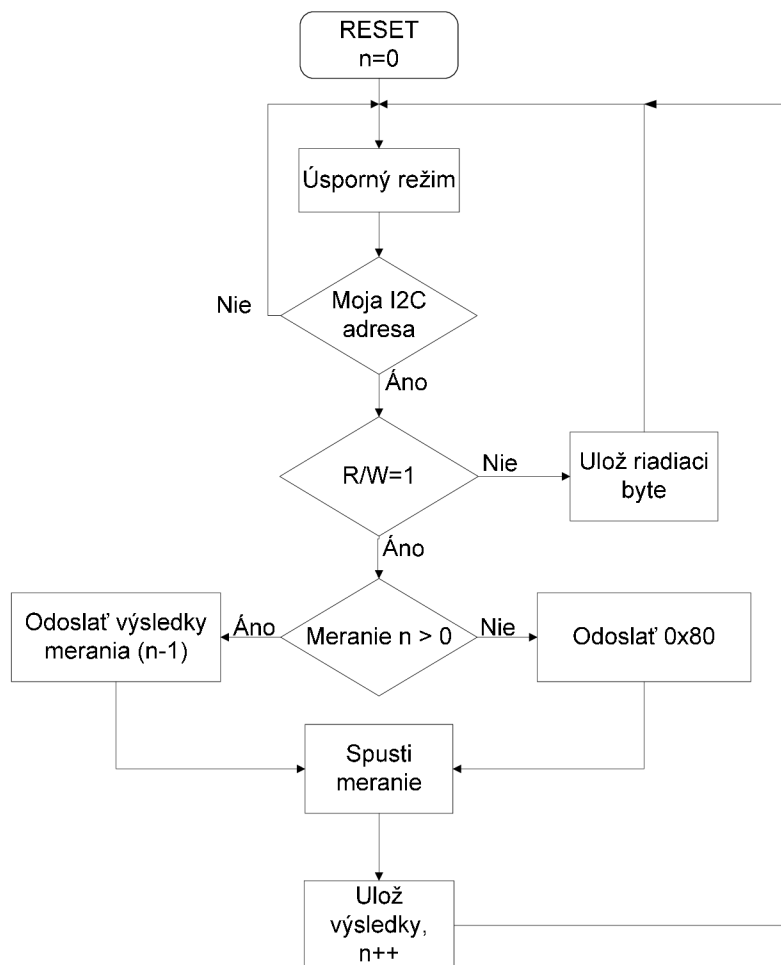 RESET
n=0
Úsporný režim
Nie
Moja I2C
adresa
Áno
R/W=1
Nie
Ulož riadiaci
byte
Áno
Odoslať výsledky
merania (n-1)
Áno
Meranie n > 0
Nie
Odoslať 0x80
Spusti
meranie
Ulož
výsledky,
n++